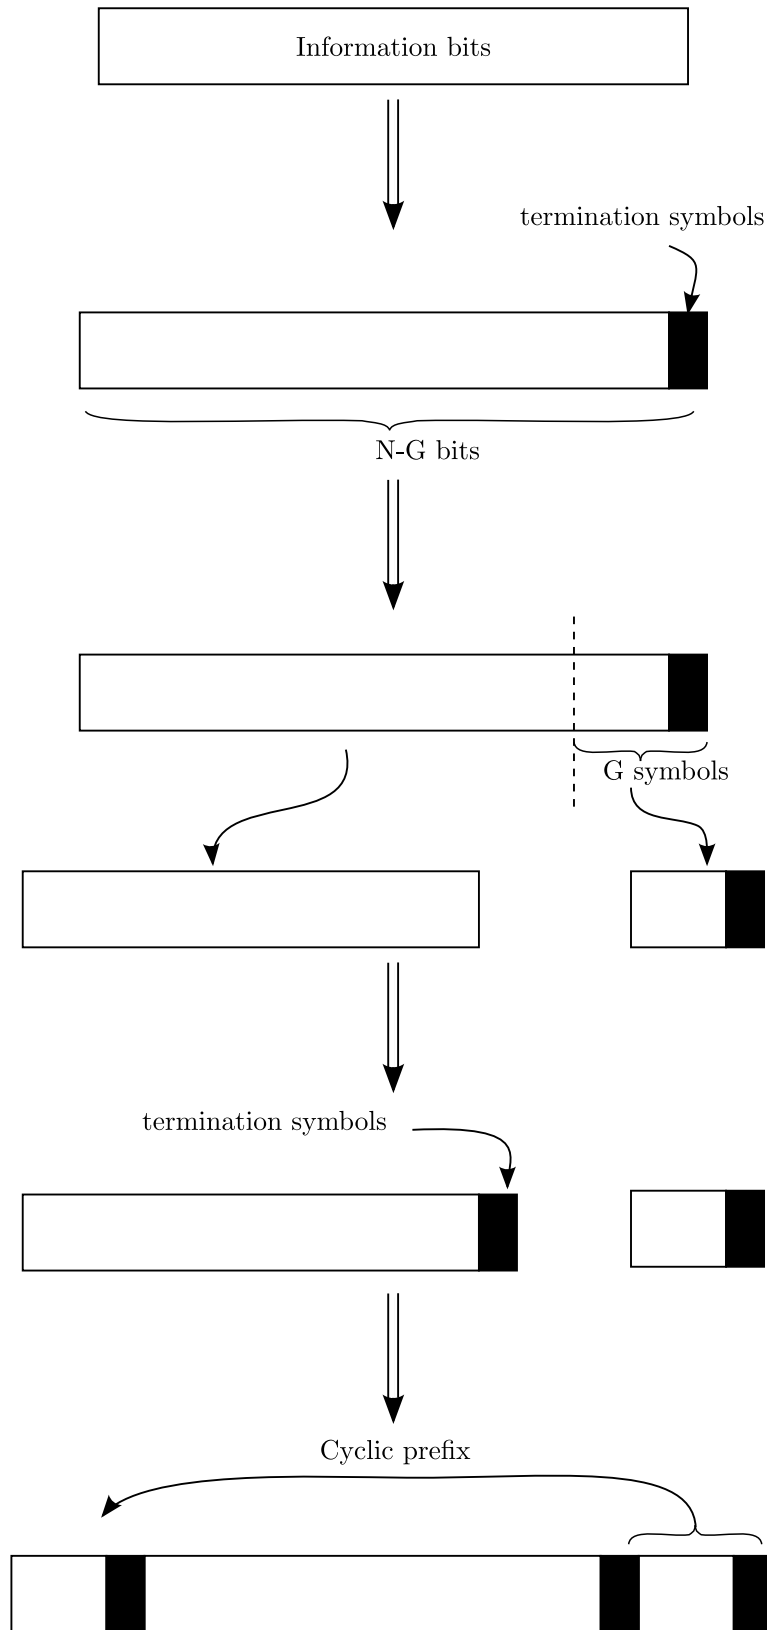 Information bits
termination symbols
N-G bits
G symbols
termination symbols
Cyclic prefix